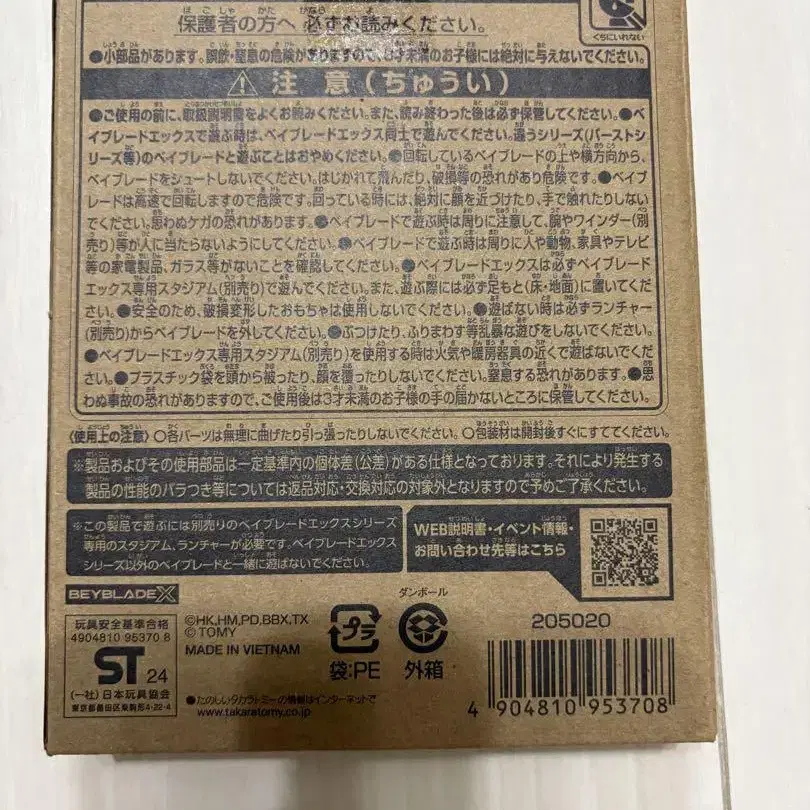 保護者の方へ 必ずお読みください。
くちにいれない
●小部品があります。誤飲・窒息の危険がありますので、3才未満のお子様には絶対に与えないでください。
注意(ちゅうい)
●ご使用の前に、取扱説明書をよくお読みください。また、読み終わった後は必ず保管してください。●ベイ
ブレードエックスで遊ぶ時は、ベイブレードエックス同士で遊んでください。違うシリーズ(バーストシ
リーズ等)のベイブレードと遊ぶことはおやめください。●回転しているベイブレードの上や横方向から、
ベイブレードをシュートしないでください。はじかれて飛んだり、破損等の恐れがあり危険です。●ベイブレ
ードは高速で回転しますので危険です。回っている時には、絶対に顔を近づけたり、手で触れたりしない
でください。思わぬケガの恐れがあります。●ベイブレードで遊ぶ時は周りに注意して、腕やワインダー(別
売り)等が人に当たらないようにしてください。●ベイブレードで遊ぶ時は周りに人や動物、家具やテレビ
等の家電製品、ガラス等がないことを確認してください。●ベイブレードエックスは必ずベイブレード
エックス専用スタジアム(別売り)で遊んでください。また、遊ぶ際には必ず足もと(床・地面)に置いてくだ
さい。●安全のため、破損変形したおもちゃは使用しないでください。●遊ばない時は必ずランチャー
(別売り)からベイブレードを外してください。●ぶつけたり、ふりまわす等乱暴な遊びをしないでください。
●ベイブレードエックス専用スタジアム(別売り)を使用する時は火気や暖房器具の近くで遊ばないでくだ
さい。●プラスチック袋を頭から被ったり、顔を覆ったりしないでください。窒息する恐れがあります。●思
わぬ事故の恐れがありますので、ご使用後は3才未満のお子様の手の届かないところに保管してください。
〈使用上の注意〉○各パーツは無理に曲げたり引っ張ったりしないでください。○包装材は開封後すぐにすててください。
※製品およびその使用部品は一定基準内の個体差(公差)がある仕様となっております。それにより発生する
製品の性能のバラつき等については返品対応・交換対応の対象外となりますので予めご了承ください。
※この製品で遊ぶには別売りのベイブレードエックスシリーズ
専用のスタジアム、ランチャーが必要です。ベイブレードエックス
シリーズ以外のベイブレードと一緒に遊ばないでください。
WEB説明書・イベント情報・
お問い合わせ先等はこちら
BEYBLADE X
玩具安全基準合格
4904810 95370 8
ST 24
(一社)日本玩具協会
東京都墨田区東駒形4-22-4
©HK,HM,PD,BBX,TX
© TOMY
MADE IN VIETNAM
プラ
袋:PE
ダンボール
外箱
●たのしいタカラトミーの情報はインターネットで
www.takaratomy.co.jp
205020
4 904810 953708